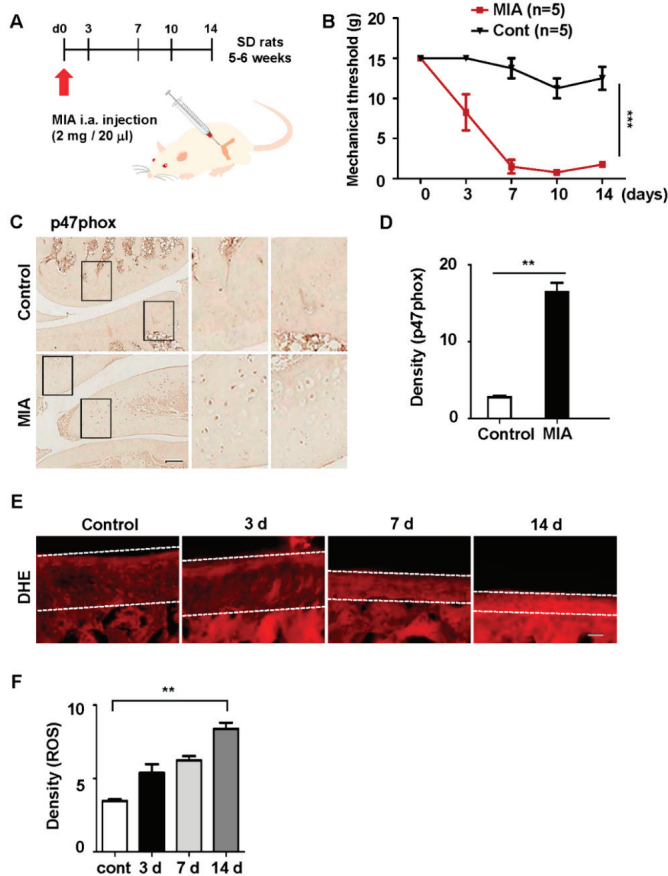 A
d0 3 7 10 14
SD rats
5-6 weeks
MIA i.a. injection
(2 mg / 20 µl)
B
MIA (n=5)
Cont (n=5)
Mechanical threshold (g)
20
15
10
5
0
***
0 3 7 10 14 (days)
C
p47phox
Control
MIA
D
**
Density (p47phox)
20
10
0
Control MIA
E
Control 3 d 7 d 14 d
DHE
F
**
Density (ROS)
10
5
0
cont 3 d 7 d 14 d